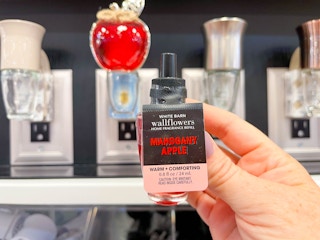 WHITE BARN
wallflowers
HOME FRAGRANCE REFILL
MAHOGANY
APPLE
WARM • COMFORTING
0.8 fl oz / 24 mL